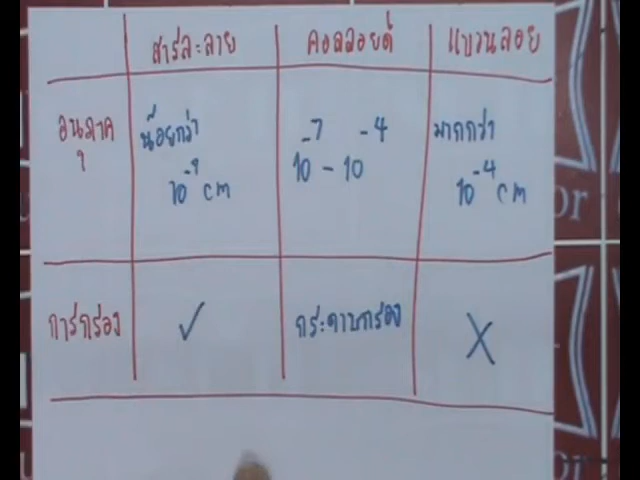 สารละลาย คอลลอยด์ แขวนลอย
อนุภาค น้อยกว่า 10⁻⁷ cm 10⁻⁷ - 10⁻⁴ มากกว่า 10⁻⁴ cm
การกรอง ✓ กระดาษกรอง X
or
or